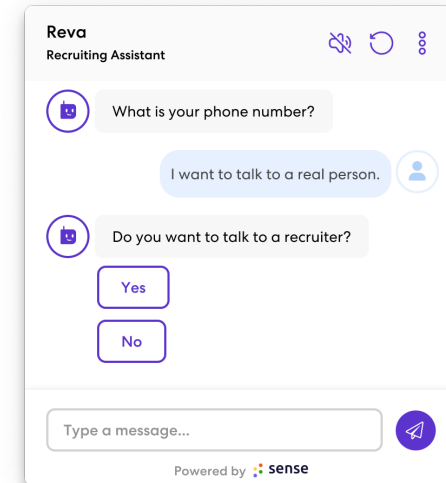 Reva
Recruiting Assistant
What is your phone number?
I want to talk to a real person.
Do you want to talk to a recruiter?
Yes
No
Type a message...
Powered by sense